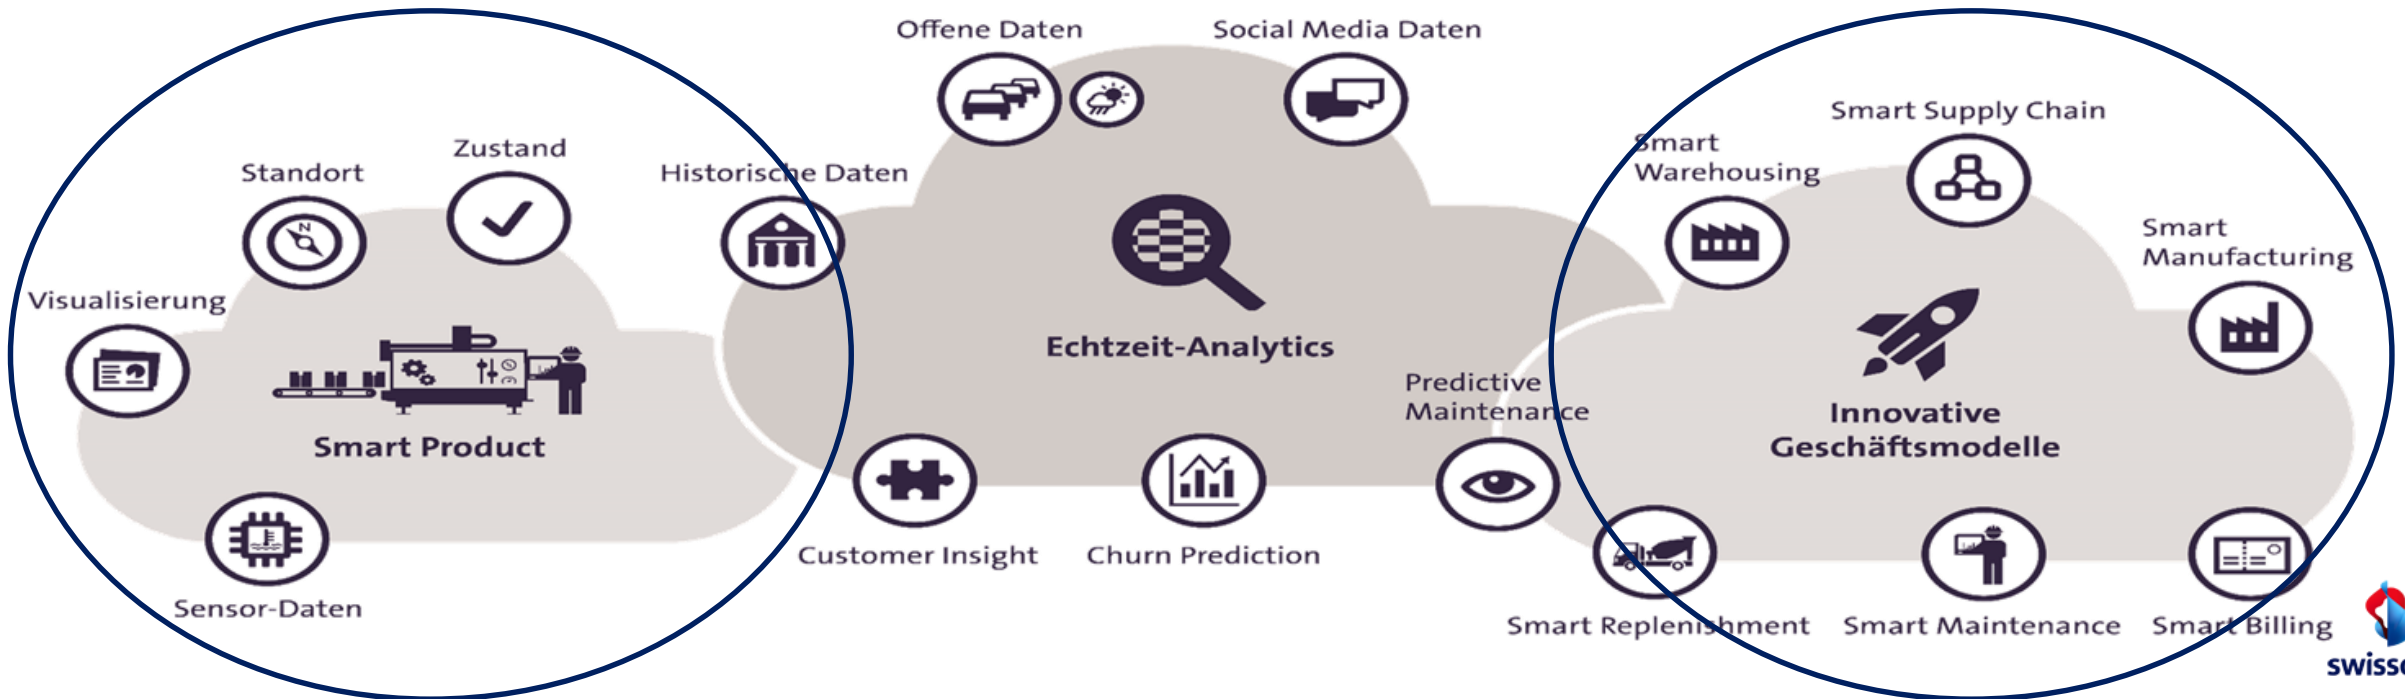 Offene Daten
Social Media Daten
Smart Supply Chain
Zustand
Standort
Historische Daten
Smart
Warehousing
Smart
Manufacturing
Visualisierung
N
Echtzeit-Analytics
Predictive
Maintenance
Innovative
Geschäftsmodelle
Smart Product
Customer Insight
Churn Prediction
Sensor-Daten
Smart Replenishment
Smart Maintenance
Smart Billing
swissc